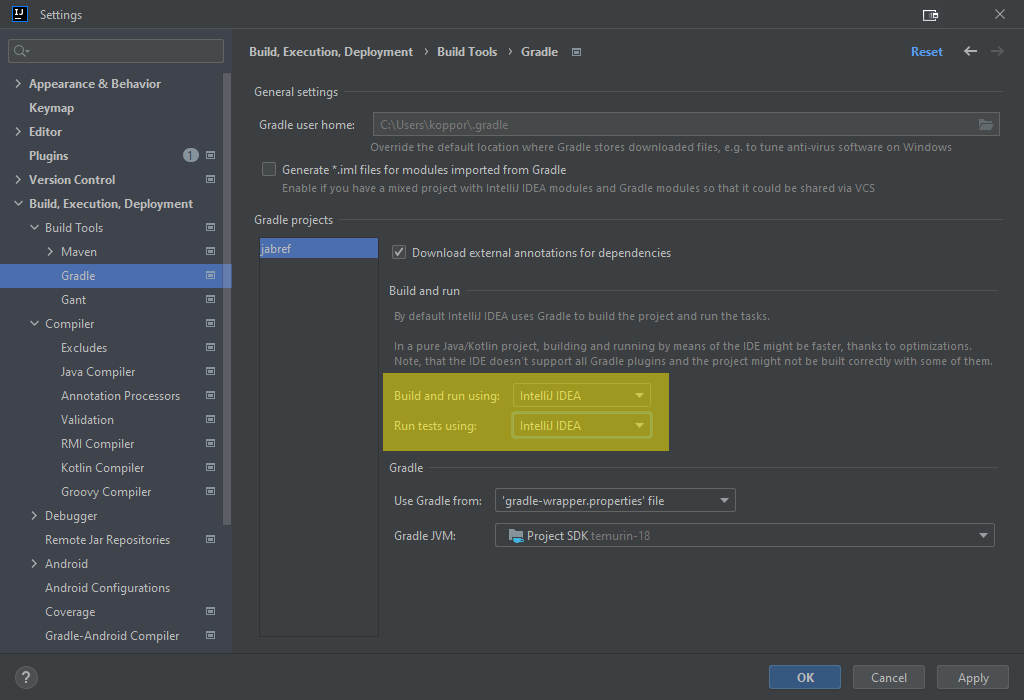 IJ Settings
Build, Execution, Deployment › Build Tools › Gradle Reset
Appearance & Behavior
Keymap
Editor
Plugins 1
Version Control
Build, Execution, Deployment
Build Tools
Maven
Gradle
Gant
Compiler
Excludes
Java Compiler
Annotation Processors
Validation
RMI Compiler
Kotlin Compiler
Groovy Compiler
Debugger
Remote Jar Repositories
Android
Android Configurations
Coverage
Gradle-Android Compiler
General settings
Gradle user home: C:\Users\koppor\.gradle
Override the default location where Gradle stores downloaded files, e.g. to tune anti-virus software on Windows
Generate *.iml files for modules imported from Gradle
Enable if you have a mixed project with IntelliJ IDEA modules and Gradle modules so that it could be shared via VCS
Gradle projects
jabref
Download external annotations for dependencies
Build and run
By default IntelliJ IDEA uses Gradle to build the project and run the tasks.
In a pure Java/Kotlin project, building and running by means of the IDE might be faster, thanks to optimizations.
Note, that the IDE doesn't support all Gradle plugins and the project might not be built correctly with some of them.
Build and run using: IntelliJ IDEA
Run tests using: IntelliJ IDEA
Gradle
Use Gradle from: 'gradle-wrapper.properties' file
Gradle JVM: Project SDK temurin-18
? OK Cancel Apply